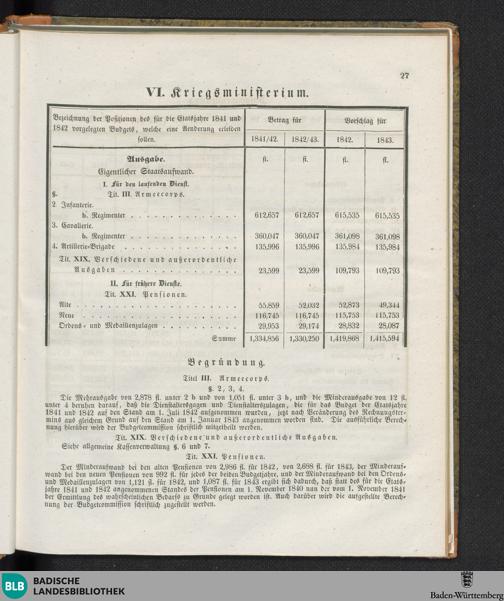 27
VI. Kriegsministerium.
Bezeichnung der Positionen des für die Etatsjahre 1841 und
1842 vorgelegten Budgets, welche eine Aenderung erleiden
sollen.
Betrag für
Vorschlag für
1841/42. 1842/43. 1842. 1843.
Ausgabe. fl. fl. fl. fl.
Eigentlicher Staatsaufwand.
I. Für den laufenden Dienst.
§. Tit. III. Armeecorps.
2. Infanterie.
b. Regimenter . . . 612,657 612,657 615,535 615,535
3. Cavallerie.
b. Regimenter . . . 360,047 360,047 361,098 361,098
4. Artillerie-Brigade . . . 135,996 135,996 135,984 135,984
Tit. XIX. Verschiedene und außerordentliche
Ausgaben . . . 23,599 23,599 109,793 109,793
II. Für frühere Dienste.
Tit. XXI. Pensionen.
Alte . . . 55,859 52,032 52,873 49,344
Neue . . . 116,745 116,745 115,753 115,753
Ordens- und Medaillenzulagen . . . 29,953 29,174 28,832 28,087
Summe 1,334,856 1,330,250 1,419,868 1,415,594
Begründung.
Titel III. Armeecorps.
§. 2, 3, 4.
Die Mehrausgabe von 2,878 fl. unter 2 b und von 1,051 fl. unter 3 b, und die Minderausgabe von 12 fl.
unter 4 beruhen darauf, daß die Dienstaltersgagen und Dienstalterszulagen, die für das Budget der Etatsjahre
1841 und 1842 auf den Stand am 1. Juli 1842 aufgenommen wurden, jetzt nach Veränderung des Rechnungster-
mins aus gleichem Grund auf den Stand am 1. Januar 1843 angenommen worden sind. Die ausführliche Berech-
nung hierüber wird der Budgetcommission schriftlich mitgetheilt werden.
Tit. XIX. Verschiedene und außerordentliche Ausgaben.
Siehe allgemeine Kassenverwaltung §. 6 und 7.
Tit. XXI. Pensionen.
Der Minderaufwand bei den alten Pensionen von 2,986 fl. für 1842, von 2,688 fl. für 1843, der Minderauf-
wand bei den neuen Pensionen von 992 fl. für jedes der beiden Budgetjahre, und der Minderaufwand bei den Ordens-
und Medaillenzulagen von 1,121 fl. für 1842, und 1,087 fl. für 1843 ergibt sich dadurch, daß statt des für die Etats-
jahre 1841 und 1842 angenommenen Standes der Pensionen am 1. November 1840 nun der vom 1. November 1841
der Ermittlung des wahrscheinlichen Bedarfs zu Grunde gelegt worden ist. Auch darüber wird die aufgestellte Berech-
nung der Budgetcommission schriftlich zugestellt werden.
BLB BADISCHE
LANDESBIBLIOTHEK
Baden-Württemberg